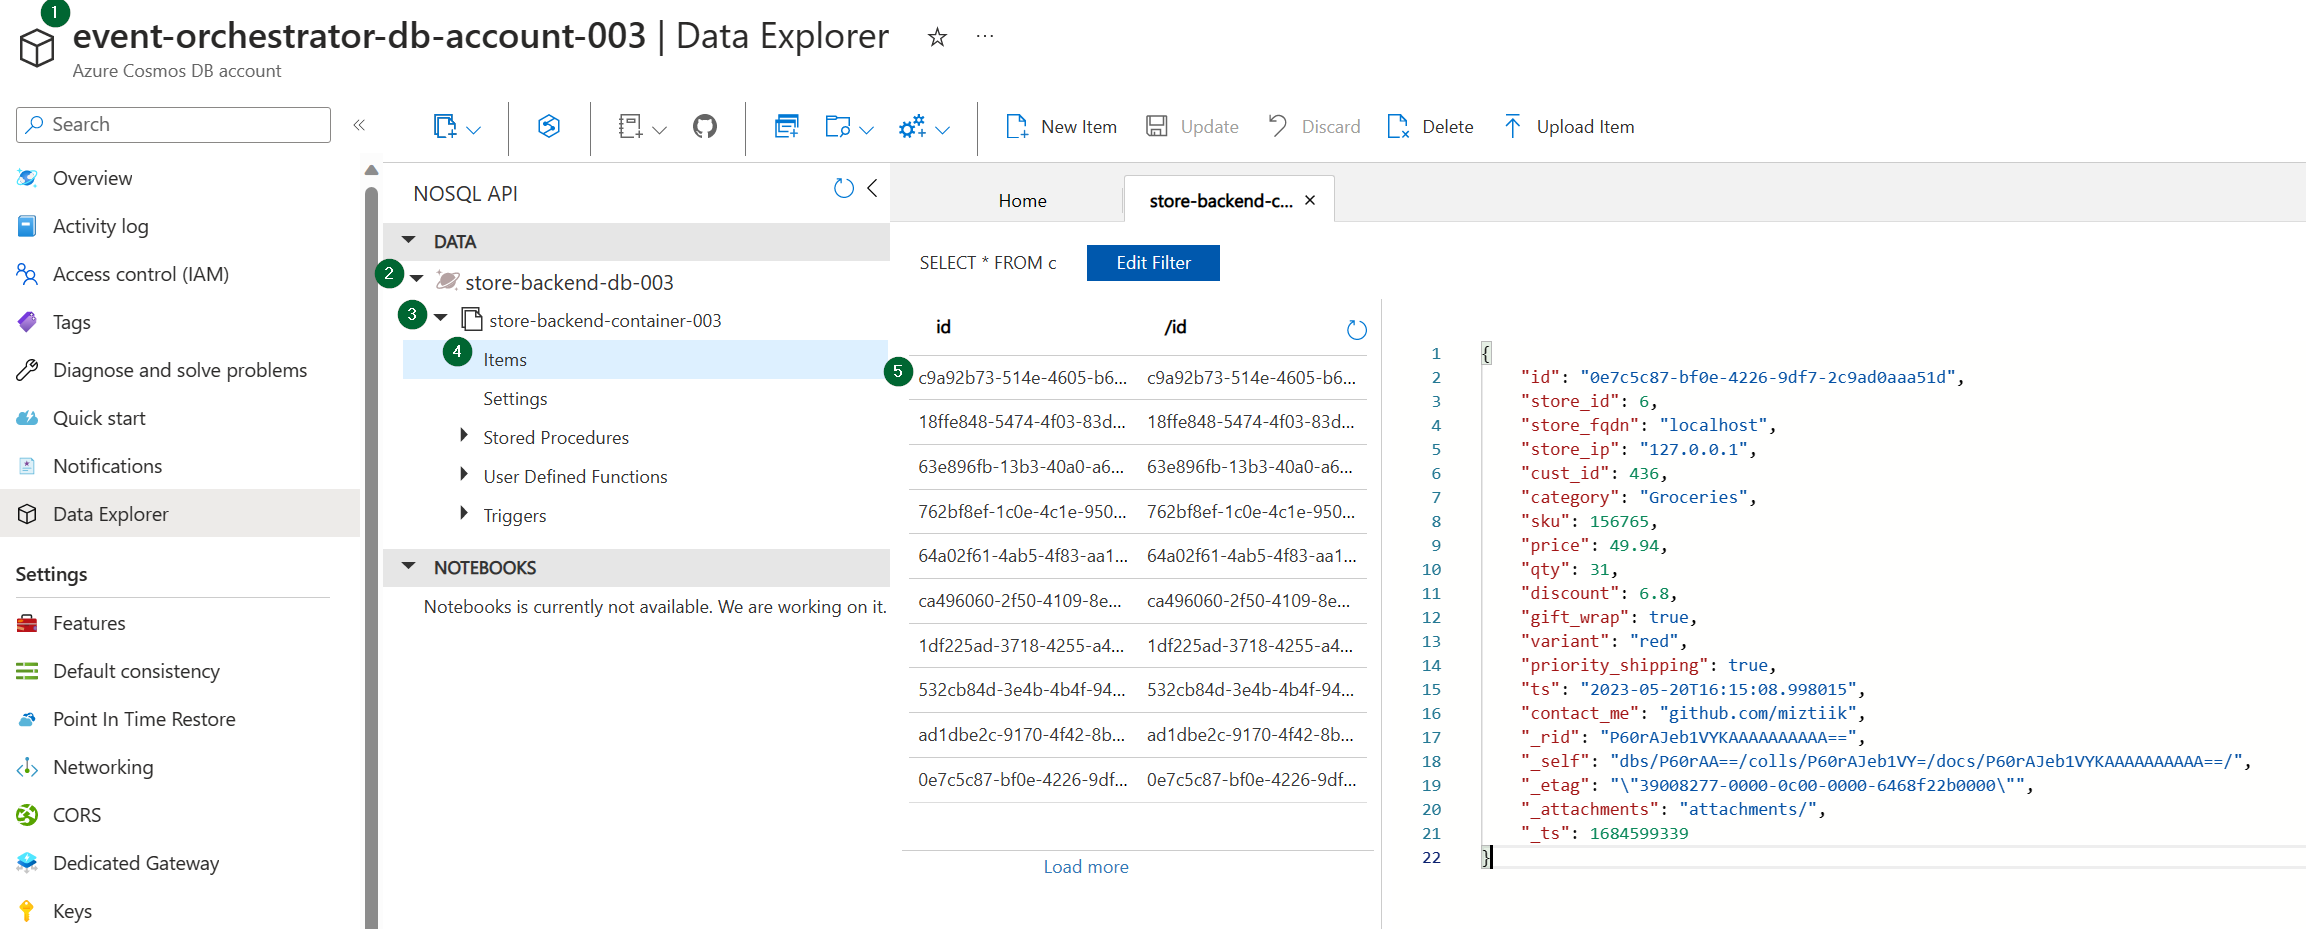 1
event-orchestrator-db-account-003 | Data Explorer ☆ ...
Azure Cosmos DB account
Search
«
Overview
Activity log
Access control (IAM)
Tags
Diagnose and solve problems
Quick start
Notifications
Data Explorer
Settings
Features
Default consistency
Point In Time Restore
Networking
CORS
Dedicated Gateway
Keys
New Item Update Discard Delete Upload Item
NOSQL API
DATA
2 store-backend-db-003
3 store-backend-container-003
4 Items
Settings
Stored Procedures
User Defined Functions
Triggers
NOTEBOOKS
Notebooks is currently not available. We are working on it.
Home store-backend-c... ×
SELECT * FROM c Edit Filter
id /id
5 c9a92b73-514e-4605-b6... c9a92b73-514e-4605-b6...
18ffe848-5474-4f03-83d... 18ffe848-5474-4f03-83d...
63e896fb-13b3-40a0-a6... 63e896fb-13b3-40a0-a6...
762bf8ef-1c0e-4c1e-950... 762bf8ef-1c0e-4c1e-950...
64a02f61-4ab5-4f83-aa1... 64a02f61-4ab5-4f83-aa1...
ca496060-2f50-4109-8e... ca496060-2f50-4109-8e...
1df225ad-3718-4255-a4... 1df225ad-3718-4255-a4...
532cb84d-3e4b-4b4f-94... 532cb84d-3e4b-4b4f-94...
ad1dbe2c-9170-4f42-8b... ad1dbe2c-9170-4f42-8b...
0e7c5c87-bf0e-4226-9df... 0e7c5c87-bf0e-4226-9df...
Load more
1 {
2 "id": "0e7c5c87-bf0e-4226-9df7-2c9ad0aaa51d",
3 "store_id": 6,
4 "store_fqdn": "localhost",
5 "store_ip": "127.0.0.1",
6 "cust_id": 436,
7 "category": "Groceries",
8 "sku": 156765,
9 "price": 49.94,
10 "qty": 31,
11 "discount": 6.8,
12 "gift_wrap": true,
13 "variant": "red",
14 "priority_shipping": true,
15 "ts": "2023-05-20T16:15:08.998015",
16 "contact_me": "github.com/miztiik",
17 "_rid": "P60rAJeb1VYKAAAAAAAAAA==",
18 "_self": "dbs/P60rAA==/colls/P60rAJeb1VY=/docs/P60rAJeb1VYKAAAAAAAAAA==/",
19 "_etag": "\"39008277-0000-0c00-0000-6468f22b0000\"",
20 "_attachments": "attachments/",
21 "_ts": 1684599339
22 }